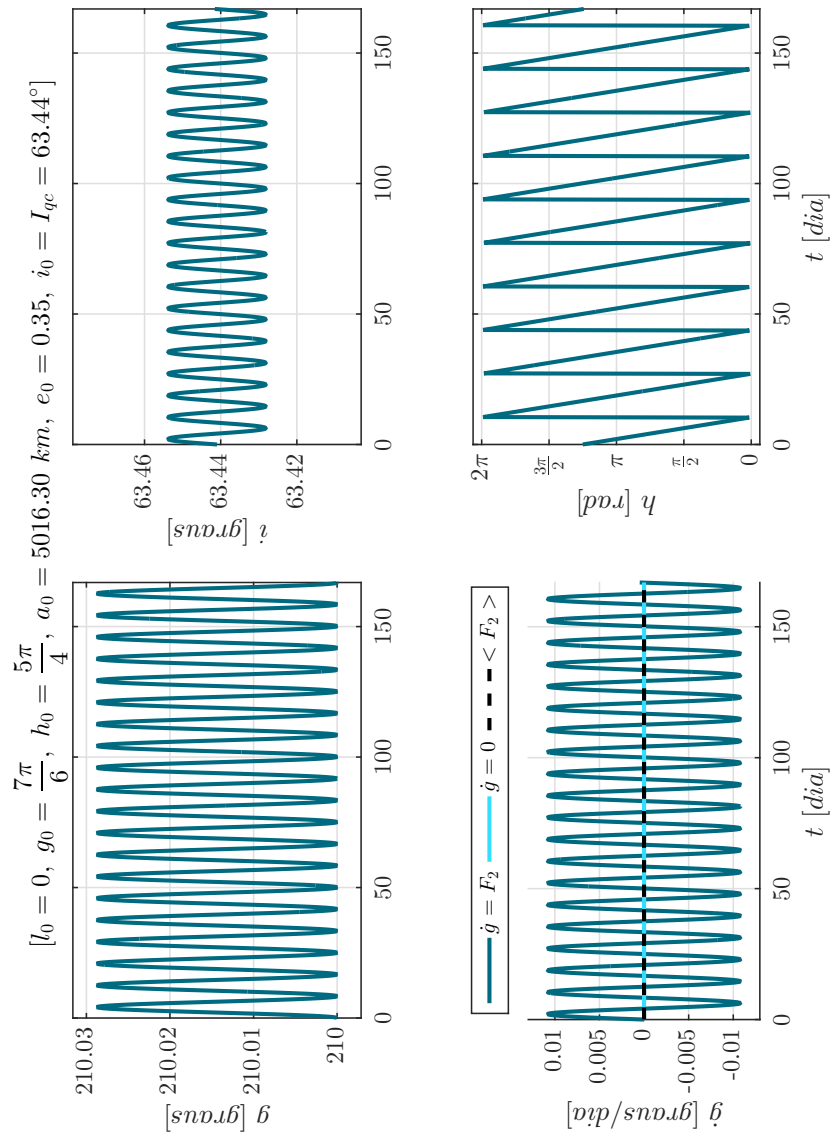 [l₀ = 0, g₀ = 7π/6, h₀ = 5π/4, a₀ = 5016.30 km, e₀ = 0.35, i₀ = I_qc = 63.44°]
g [graus]
210.03
210.02
210.01
210
0 50 100 150
i [graus]
63.46
63.44
63.42
0 50 100 150
ġ = F₂ ġ = 0 < F₂ >
ġ [graus/dia]
0.01
0.005
0
-0.005
-0.01
0 50 100 150
t [dia]
h [rad]
2π
3π/2
π
π/2
0
0 50 100 150
t [dia]